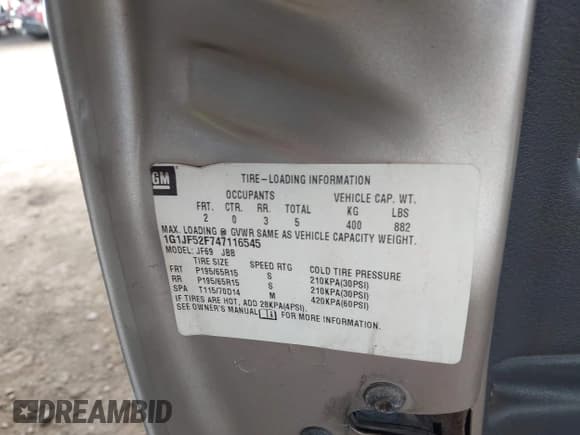 GM
TIRE-LOADING INFORMATION
OCCUPANTS VEHICLE CAP. WT.
FRT. CTR. RR. TOTAL KG LBS
2 0 3 5 400 882
MAX. LOADING @ GVWR SAME AS VEHICLE CAPACITY WEIGHT.
1G1JF52F747116545
MODEL: JF69 JBB
TIRE SIZE SPEED RTG COLD TIRE PRESSURE
FRT P195/65R15 S 210KPA(30PSI)
RR P195/65R15 S 210KPA(30PSI)
SPA T115/70D14 M 420KPA(60PSI)
IF TIRES ARE HOT, ADD 28KPA(4PSI).
SEE OWNER'S MANUAL i FOR MORE INFORMATION.
DREAMBID